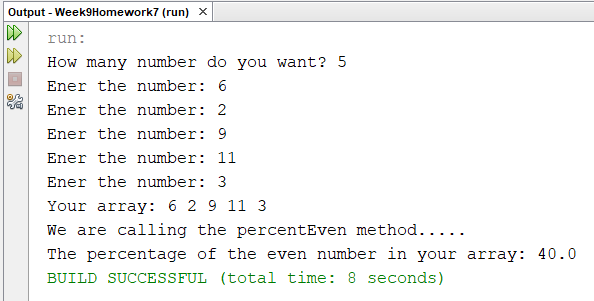 Output - Week9Homework7 (run) ×
run:
How many number do you want? 5
Ener the number: 6
Ener the number: 2
Ener the number: 9
Ener the number: 11
Ener the number: 3
Your array: 6 2 9 11 3
We are calling the percentEven method.....
The percentage of the even number in your array: 40.0
BUILD SUCCESSFUL (total time: 8 seconds)